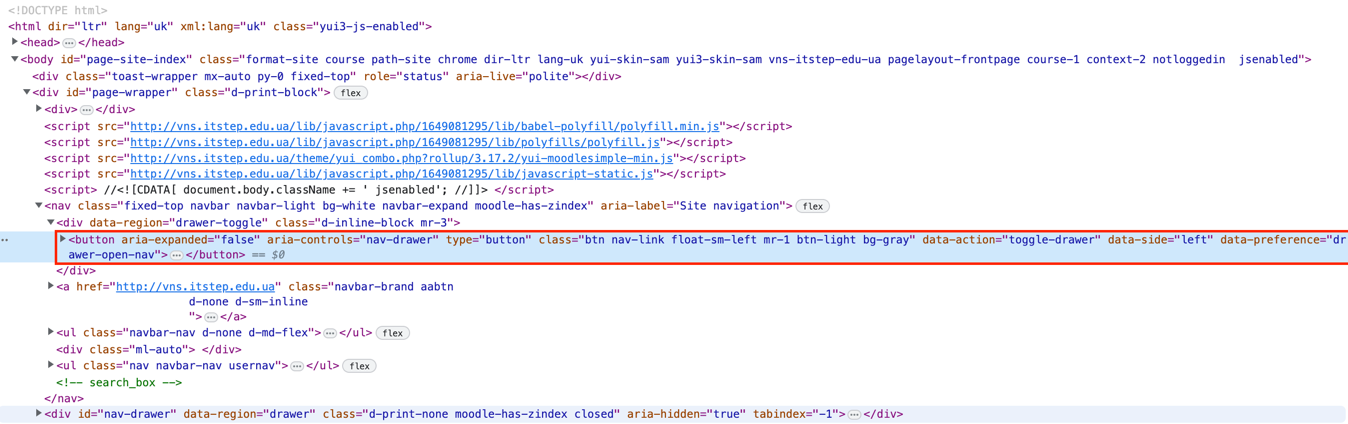 <!DOCTYPE html>
<html dir="ltr" lang="uk" xml:lang="uk" class="yui3-js-enabled">
<head>…</head>
<body id="page-site-index" class="format-site course path-site chrome dir-ltr lang-uk yui-skin-sam yui3-skin-sam vns-itstep-edu-ua pagelayout-frontpage course-1 context-2 notloggedin  jsenabled">
<div class="toast-wrapper mx-auto py-0 fixed-top" role="status" aria-live="polite"></div>
<div id="page-wrapper" class="d-print-block"> flex
<div>…</div>
<script src="http://vns.itstep.edu.ua/lib/javascript.php/1649081295/lib/babel-polyfill/polyfill.min.js"></script>
<script src="http://vns.itstep.edu.ua/lib/javascript.php/1649081295/lib/polyfills/polyfill.js"></script>
<script src="http://vns.itstep.edu.ua/theme/yui_combo.php?rollup/3.17.2/yui-moodlesimple-min.js"></script>
<script src="http://vns.itstep.edu.ua/lib/javascript.php/1649081295/lib/javascript-static.js"></script>
<script> //<![CDATA[ document.body.className += ' jsenabled'; //]]> </script>
<nav class="fixed-top navbar navbar-light bg-white navbar-expand moodle-has-zindex" aria-label="Site navigation"> flex
<div data-region="drawer-toggle" class="d-inline-block mr-3">
<button aria-expanded="false" aria-controls="nav-drawer" type="button" class="btn nav-link float-sm-left mr-1 btn-light bg-gray" data-action="toggle-drawer" data-side="left" data-preference="dr
awer-open-nav">…</button> == $0
</div>
<a href="http://vns.itstep.edu.ua" class="navbar-brand aabtn
d-none d-sm-inline
">…</a>
<ul class="navbar-nav d-none d-md-flex">…</ul> flex
<div class="ml-auto"> </div>
<ul class="nav navbar-nav usernav">…</ul> flex
<!-- search_box -->
</nav>
<div id="nav-drawer" data-region="drawer" class="d-print-none moodle-has-zindex closed" aria-hidden="true" tabindex="-1">…</div>